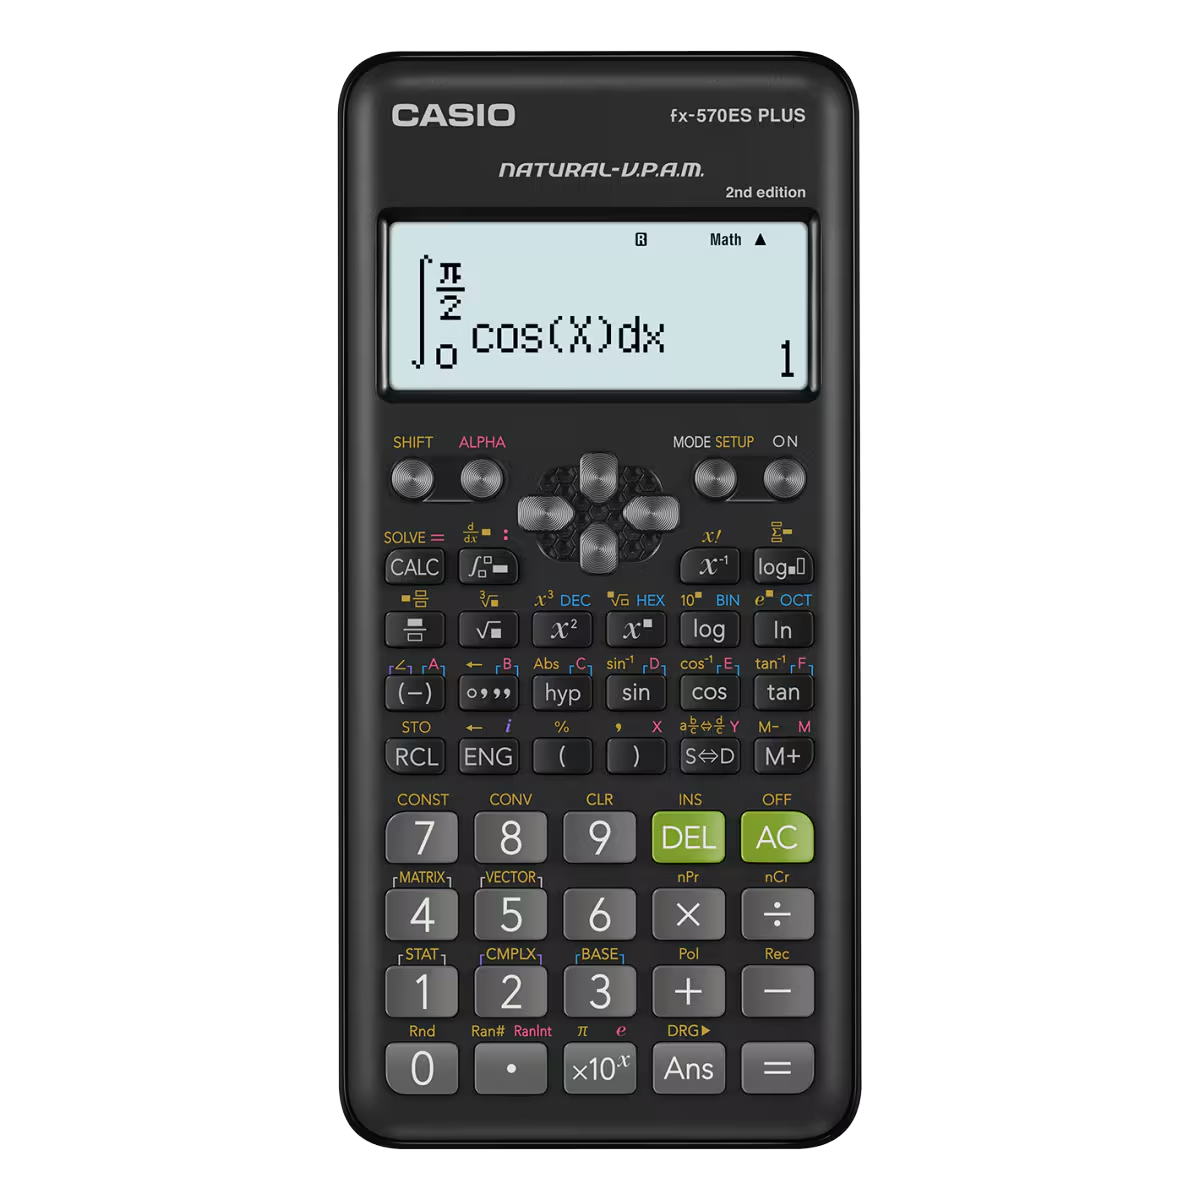 CASIO fx-570ES PLUS
NATURAL-V.P.A.M.
2nd edition
R Math ▲
∫ π/2 0 cos(X)dx
1
SHIFT ALPHA MODE SETUP ON
SOLVE = d/dx■ : x! Σ■
CALC ∫□■ x⁻¹ log■□
■□/□ ³√■ x³ DEC ■√□ HEX 10■ BIN e■ OCT
■/□ √■ x² x■ log ln
∠ A ← B Abs C sin⁻¹ D cos⁻¹ E tan⁻¹ F
(−) °,,, hyp sin cos tan
STO ← i % , X a b/c⇔d/c Y M− M
RCL ENG ( ) S⇔D M+
CONST CONV CLR INS OFF
7 8 9 DEL AC
MATRIX VECTOR nPr nCr
4 5 6 × ÷
STAT CMPLX BASE Pol Rec
1 2 3 + −
Rnd Ran# RanInt π e DRG▶
0 • ×10ˣ Ans =